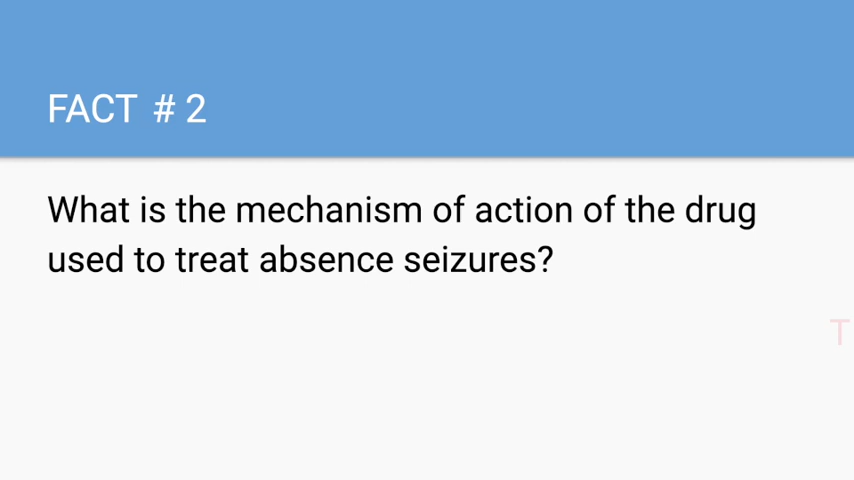 FACT # 2
What is the mechanism of action of the drug
used to treat absence seizures?
T